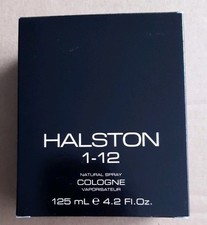 HALSTON
1-12
NATURAL SPRAY
COLOGNE
VAPORISATEUR
125 mL e 4.2 Fl.Oz.